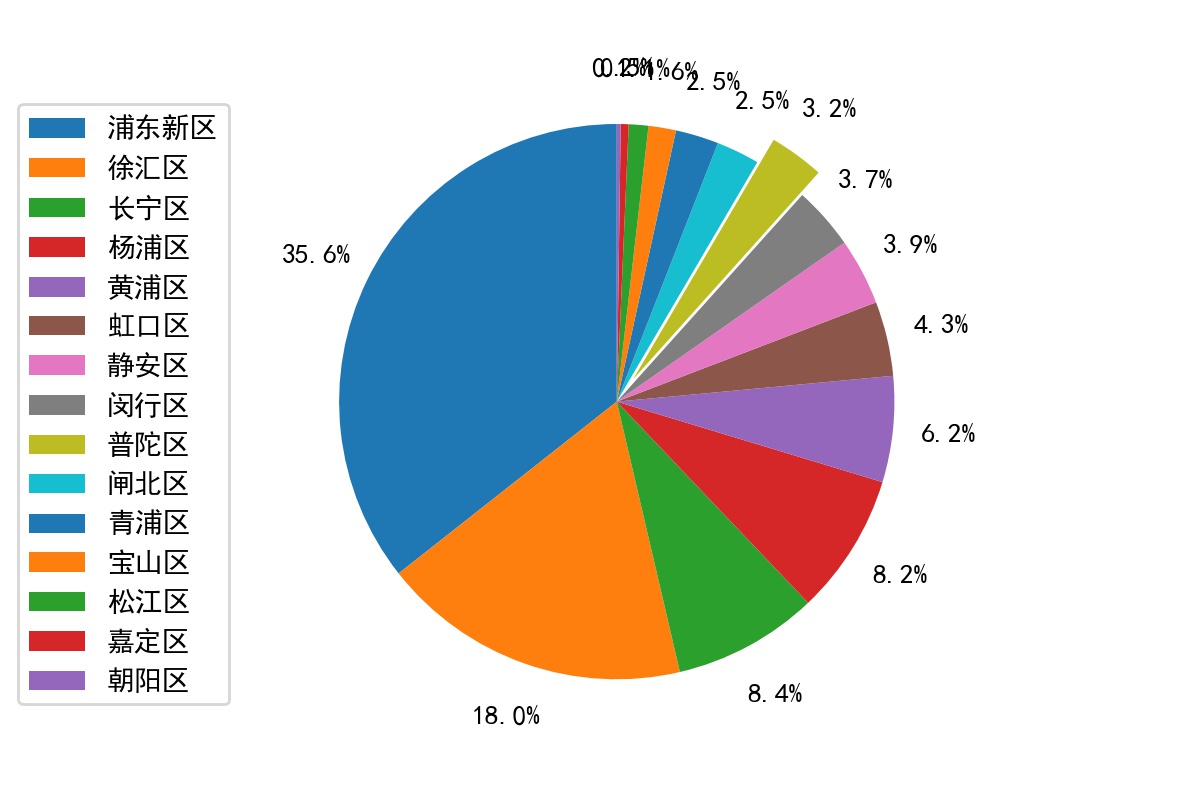 浦东新区
徐汇区
长宁区
杨浦区
黄浦区
虹口区
静安区
闵行区
普陀区
闸北区
青浦区
宝山区
松江区
嘉定区
朝阳区
35.6%
18.0%
8.4%
8.2%
6.2%
4.3%
3.9%
3.7%
3.2%
2.5%
2.5%
1.6%